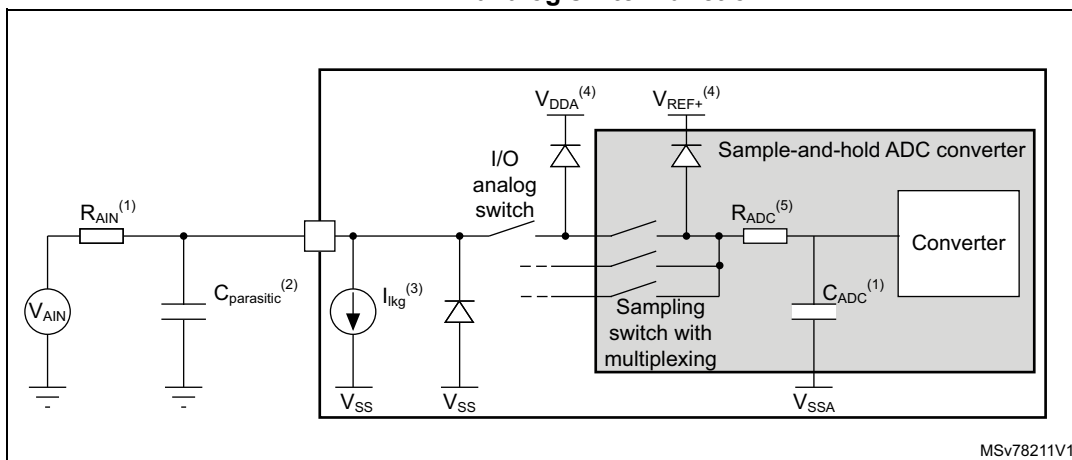 V_DDA^(4)
V_REF+^(4)
Sample-and-hold ADC converter
I/O
analog
switch
R_AIN^(1)
R_ADC^(5)
Converter
C_parasitic^(2)
I_lkg^(3)
C_ADC^(1)
V_AIN
Sampling
switch with
multiplexing
V_SS
V_SS
V_SSA
MSv78211V1